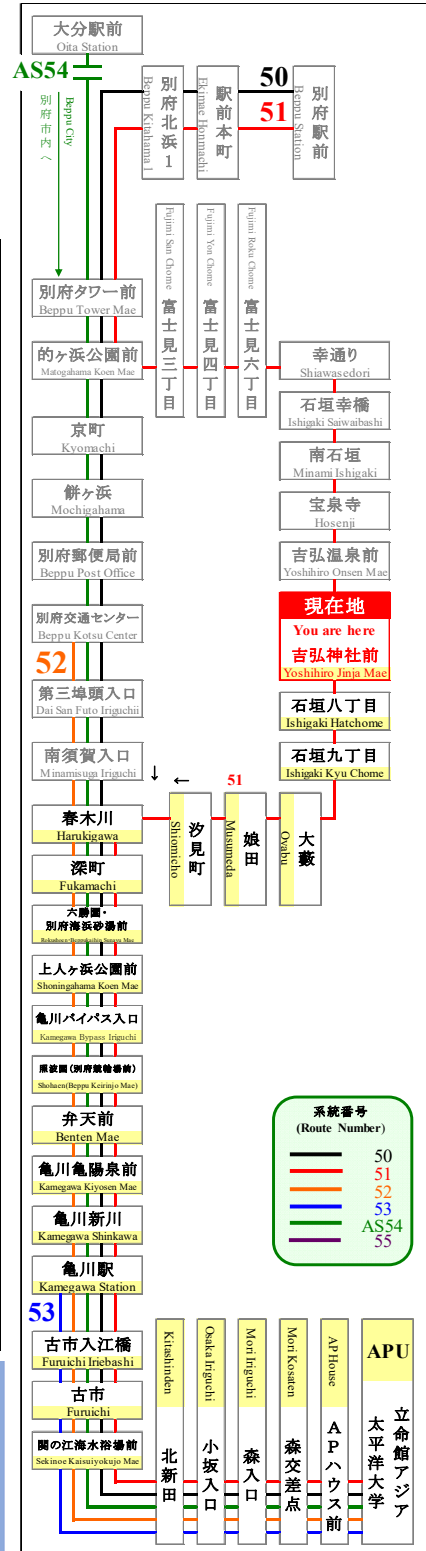 大分駅前
Oita Station
AS54
Beppu City
別府市内へ
別府北浜1
Beppu Kitahama1
駅前本町
Ekimae Honmachi
50
51
別府駅前
Beppu Station
別府タワー前
Beppu Tower Mae
的ヶ浜公園前
Matogahama Koen Mae
Fujimi San Chome
富士見三丁目
Fujimi Yon Chome
富士見四丁目
Fujimi Roku Chome
富士見六丁目
幸通り
Shiawasedori
石垣幸橋
Ishigaki Saiwaibashi
南石垣
Minami Ishigaki
宝泉寺
Hosenji
吉弘温泉前
Yoshihiro Onsen Mae
現在地
You are here
吉弘神社前
Yoshihiro Jinja Mae
石垣八丁目
Ishigaki Hatchome
石垣九丁目
Ishigaki Kyu Chome
京町
Kyomachi
餅ヶ浜
Mochigahama
別府郵便局前
Beppu Post Office
別府交通センター
Beppu Kotsu Center
52
第三埠頭入口
Dai San Futo Iriguchii
南須賀入口
Minamisuga Iriguchi
↓ ←
51
春木川
Harukigawa
汐見町
Shiomicho
娘田
Musumeda
大藪
Oyabu
深町
Fukamachi
六勝園・
別府海浜砂湯前
Rokushoen･Beppukaihin Sunayu Mae
上人ヶ浜公園前
Shoningahama Koen Mae
亀川バイパス入口
Kamegawa Bypass Iriguchi
照波園(別府競輪場前)
Shohaen(Beppu Keirinjo Mae)
弁天前
Benten Mae
亀川亀陽泉前
Kamegawa Kiyosen Mae
亀川新川
Kamegawa Shinkawa
亀川駅
Kamegawa Station
系統番号
(Route Number)
50
51
52
53
AS54
55
53
古市入江橋
Furuichi Iriebashi
古市
Furuichi
関の江海水浴場前
Sekinoe Kaisuiyokujo Mae
Kitashinden
北新田
Osaka Iriguchi
小坂入口
Mori Iriguchi
森入口
Mori Kosaten
森交差点
AP House
APハウス前
APU
立命館アジア
太平洋大学